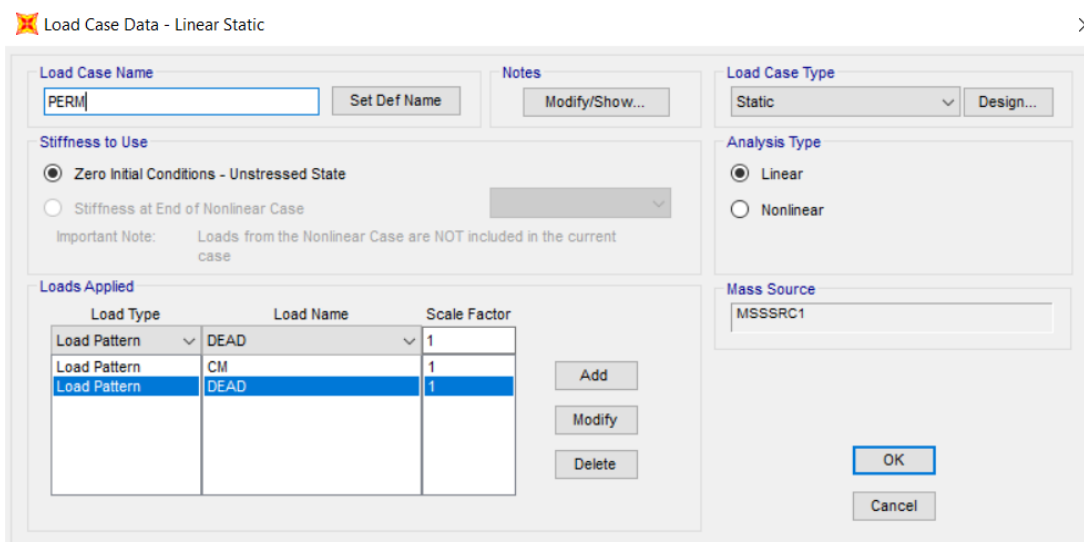 Load Case Data - Linear Static
Load Case Name
PERM
Set Def Name
Notes
Modify/Show...
Load Case Type
Static
Design...
Stiffness to Use
Zero Initial Conditions - Unstressed State
Stiffness at End of Nonlinear Case
Important Note: Loads from the Nonlinear Case are NOT included in the current
case
Analysis Type
Linear
Nonlinear
Loads Applied
Load Type Load Name Scale Factor
Load Pattern DEAD 1
Load Pattern CM 1
Load Pattern DEAD 1
Add
Modify
Delete
Mass Source
MSSSRC1
OK
Cancel